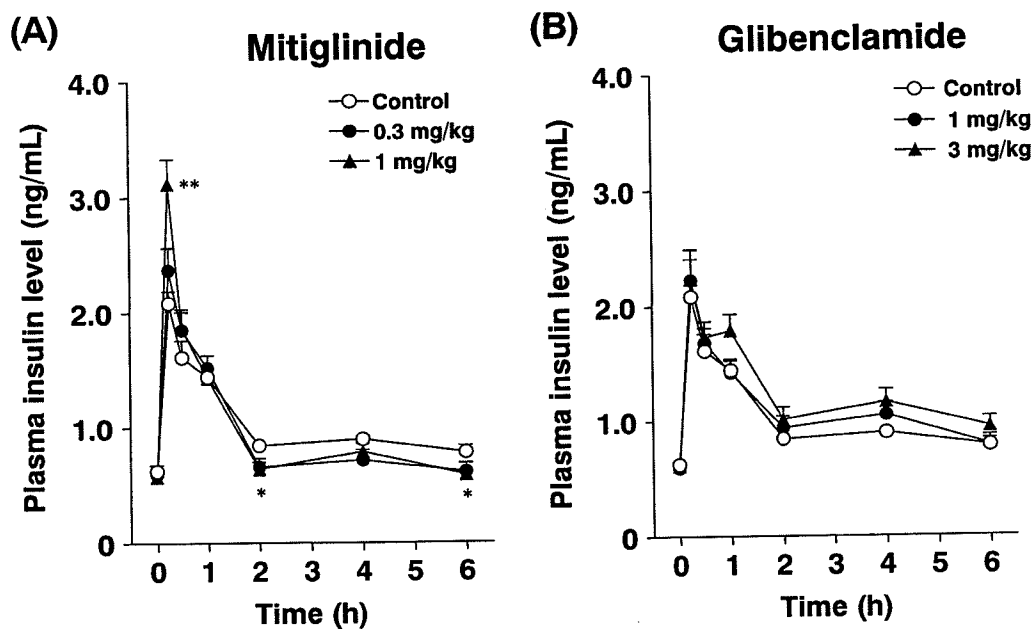 (A)
Mitiglinide
4.0
3.0
2.0
1.0
0
Plasma insulin level (ng/mL)
Control
0.3 mg/kg
1 mg/kg
**
*
*
0 1 2 3 4 5 6
Time (h)
(B)
Glibenclamide
4.0
3.0
2.0
1.0
0
Plasma insulin level (ng/mL)
Control
1 mg/kg
3 mg/kg
0 1 2 3 4 5 6
Time (h)